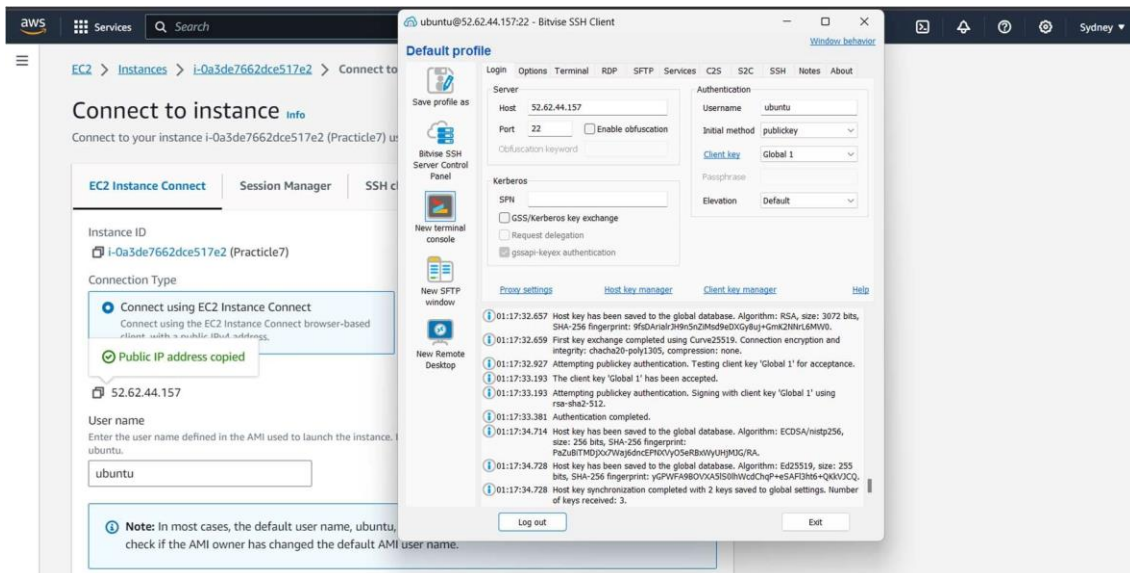 aws
Services
Search
Sydney
EC2 > Instances > i-0a3de7662dce517e2 > Connect to
Connect to instance Info
Connect to your instance i-0a3de7662dce517e2 (Practicle7) us
EC2 Instance Connect
Session Manager
SSH cl
Instance ID
i-0a3de7662dce517e2 (Practicle7)
Connection Type
Connect using EC2 Instance Connect
Connect using the EC2 Instance Connect browser-based
client, with a public IPv4 address.
Public IP address copied
52.62.44.157
User name
Enter the user name defined in the AMI used to launch the instance.
ubuntu.
ubuntu
Note: In most cases, the default user name, ubuntu,
check if the AMI owner has changed the default AMI user name.
ubuntu@52.62.44.157:22 - Bitvise SSH Client
Default profile
Window behavior
Save profile as
Bitvise SSH
Server Control
Panel
New terminal
console
New SFTP
window
New Remote
Desktop
Login Options Terminal RDP SFTP Services C2S S2C SSH Notes About
Server
Host 52.62.44.157
Port 22 Enable obfuscation
Obfuscation keyword
Kerberos
SPN
GSS/Kerberos key exchange
Request delegation
gssapi-keyex authentication
Authentication
Username ubuntu
Initial method publickey
Client key Global 1
Passphrase
Elevation Default
Proxy settings Host key manager Client key manager Help
01:17:32.657 Host key has been saved to the global database. Algorithm: RSA, size: 3072 bits,
SHA-256 fingerprint:
01:17:32.659 First key exchange completed using Curve25519. Connection encryption and
integrity: chacha20-poly1305, compression: none.
01:17:32.927 Attempting publickey authentication. Testing client key 'Global 1' for acceptance.
01:17:33.193 The client key 'Global 1' has been accepted.
01:17:33.193 Attempting publickey authentication. Signing with client key 'Global 1' using
rsa-sha2-512.
01:17:33.381 Authentication completed.
01:17:34.714 Host key has been saved to the global database. Algorithm: ECDSA/nistp256,
size: 256 bits, SHA-256 fingerprint:
01:17:34.728 Host key has been saved to the global database. Algorithm: Ed25519, size: 255
bits, SHA-256 fingerprint:
01:17:34.728 Host key synchronization completed with 2 keys saved to global settings. Number
of keys received: 3.
Log out
Exit